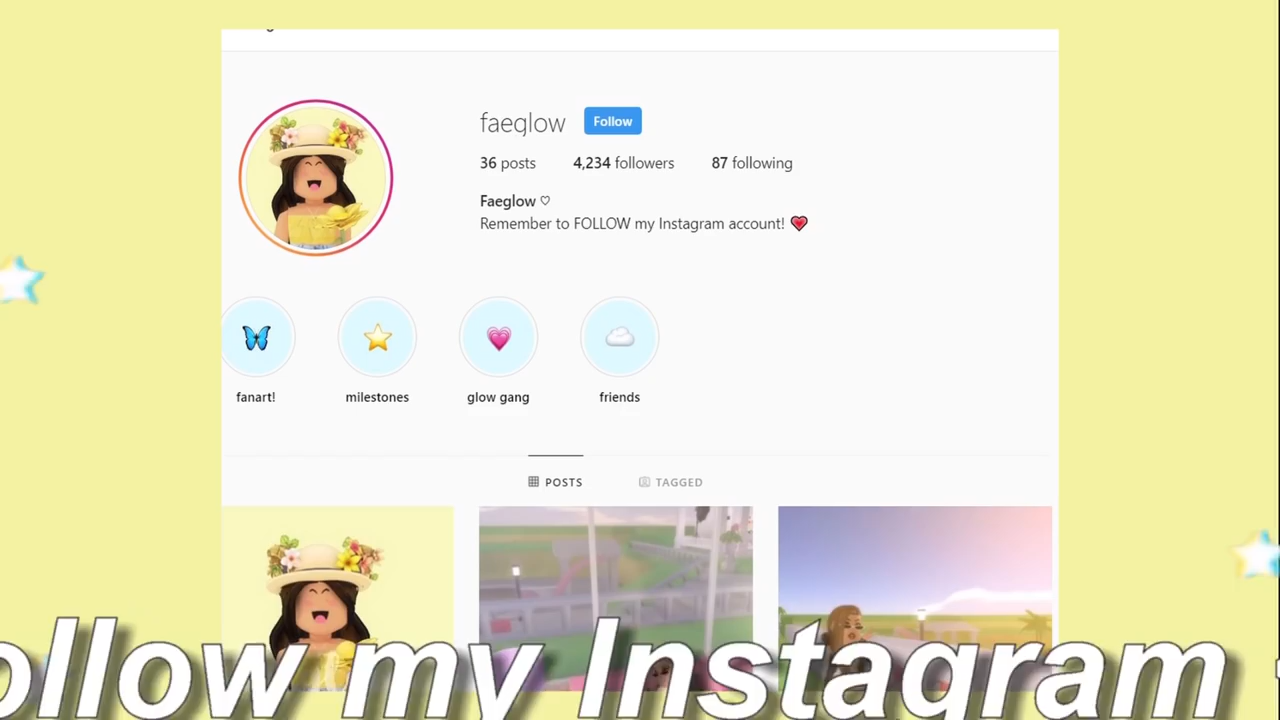 faeglow Follow
36 posts 4,234 followers 87 following
Faeglow ♡
Remember to FOLLOW my Instagram account! 💗
fanart! milestones glow gang friends
POSTS TAGGED
ollow my Instagram